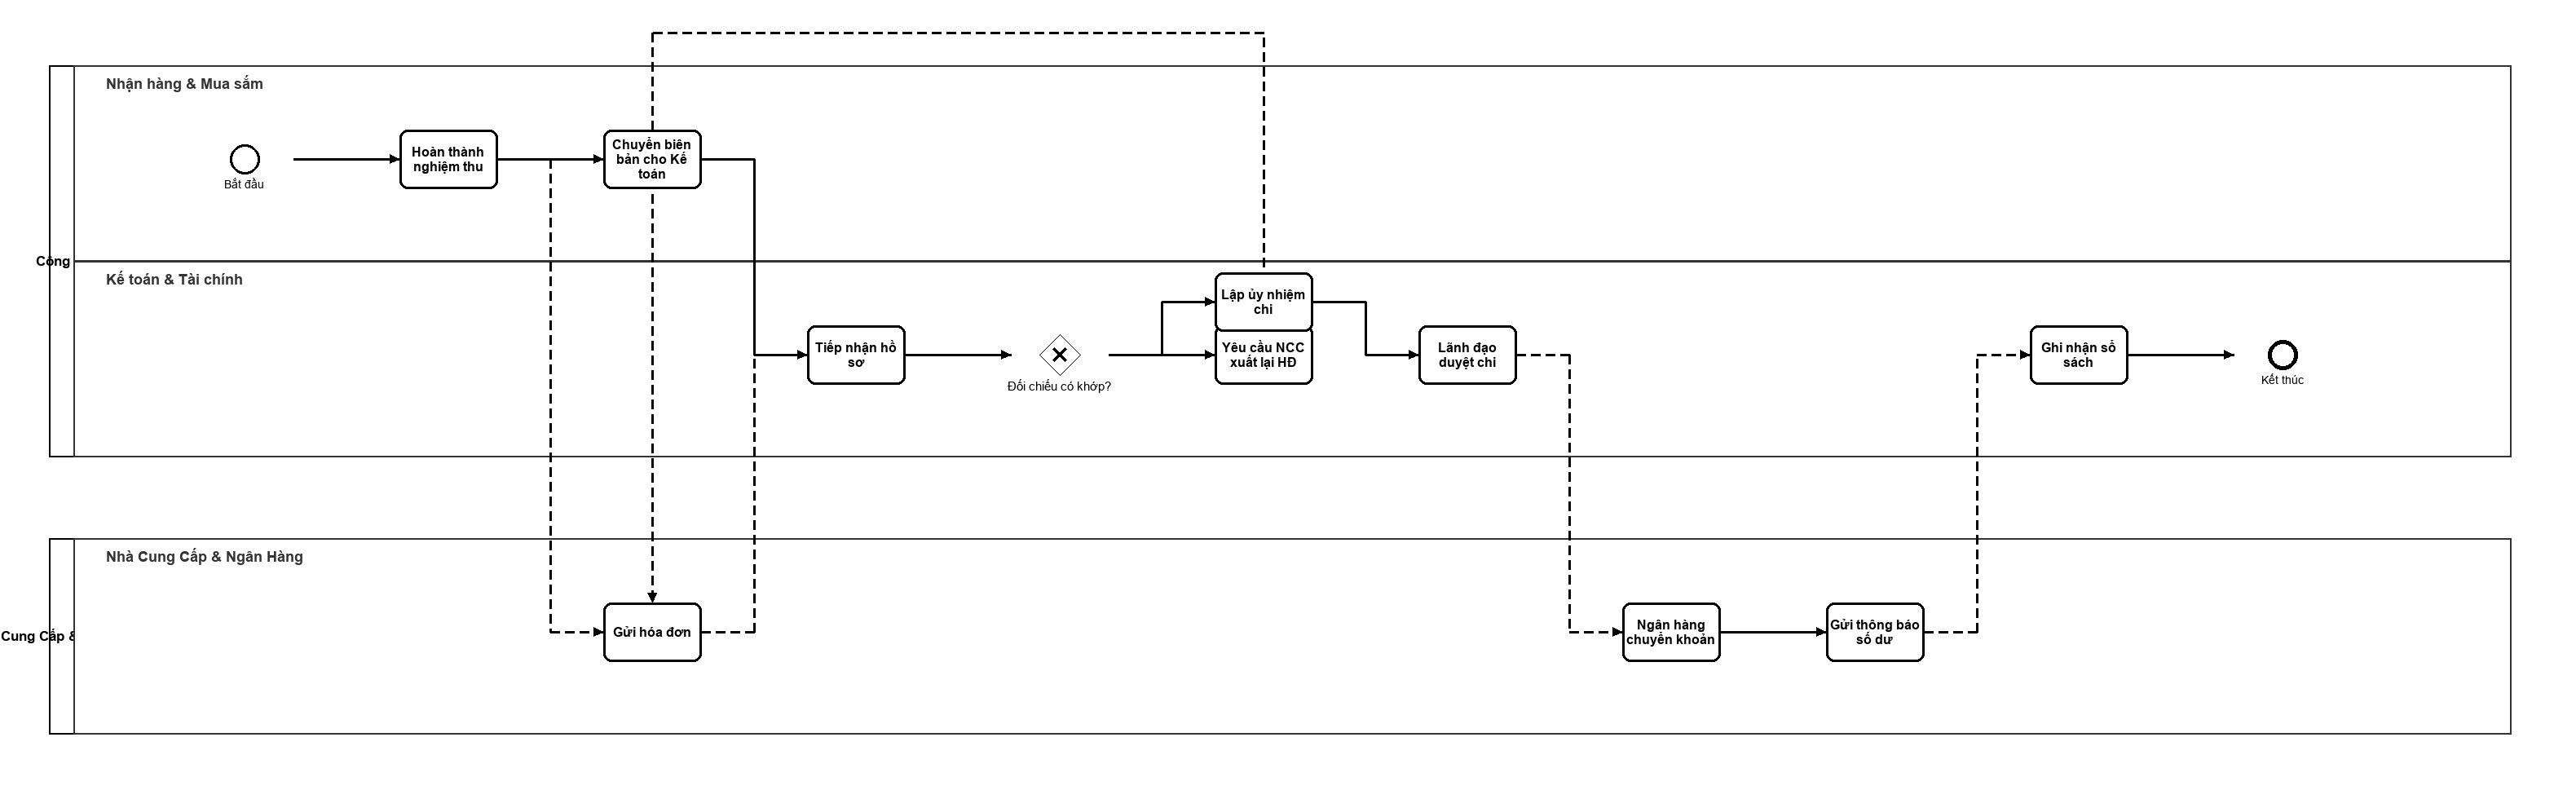 Nhận hàng & Mua sắm
Bắt đầu
Hoàn thành
nghiệm thu
Chuyển biên
bản cho Kế
toán
Công
Kế toán & Tài chính
Tiếp nhận hồ
sơ
Đối chiếu có khớp?
Lập ủy nhiệm
chi
Yêu cầu NCC
xuất lại HĐ
Lãnh đạo
duyệt chi
Ghi nhận sổ
sách
Kết thúc
Nhà Cung Cấp & Ngân Hàng
Cung Cấp &
Gửi hóa đơn
Ngân hàng
chuyển khoản
Gửi thông báo
số dư